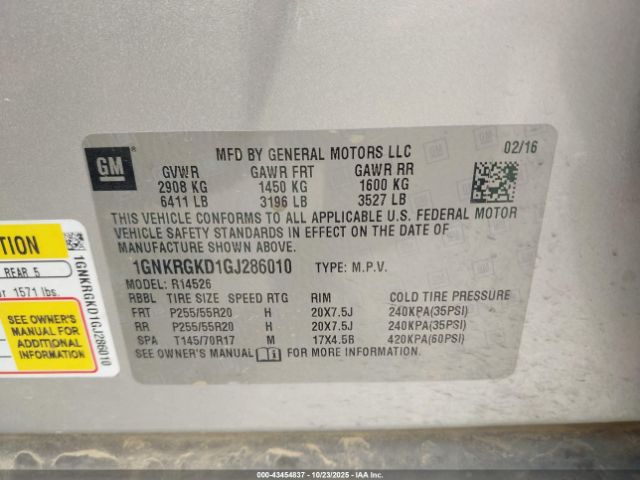 MFD BY GENERAL MOTORS LLC 02/16
GM
GVWR GAWR FRT GAWR RR
2908 KG 1450 KG 1600 KG
6411 LB 3196 LB 3527 LB
THIS VEHICLE CONFORMS TO ALL APPLICABLE U.S. FEDERAL MOTOR
VEHICLE SAFETY STANDARDS IN EFFECT ON THE DATE OF
MANUFACTURE SHOWN ABOVE.
1GNKRGKD1GJ286010 TYPE: M.P.V.
MODEL: R14526
RBBL TIRE SIZE SPEED RTG RIM COLD TIRE PRESSURE
FRT P255/55R20 H 20X7.5J 240KPA(35PSI)
RR P255/55R20 H 20X7.5J 240KPA(35PSI)
SPA T145/70R17 M 17X4.5B 420KPA(60PSI)
SEE OWNER'S MANUAL i FOR MORE INFORMATION.
TION
REAR 5
r 1571 lbs.
SEE OWNER'S
MANUAL FOR
ADDITIONAL
INFORMATION
1GNKRGKD1GJ286010
00-43454837 - 10/23/2025 - Copyright © IAA, Inc.